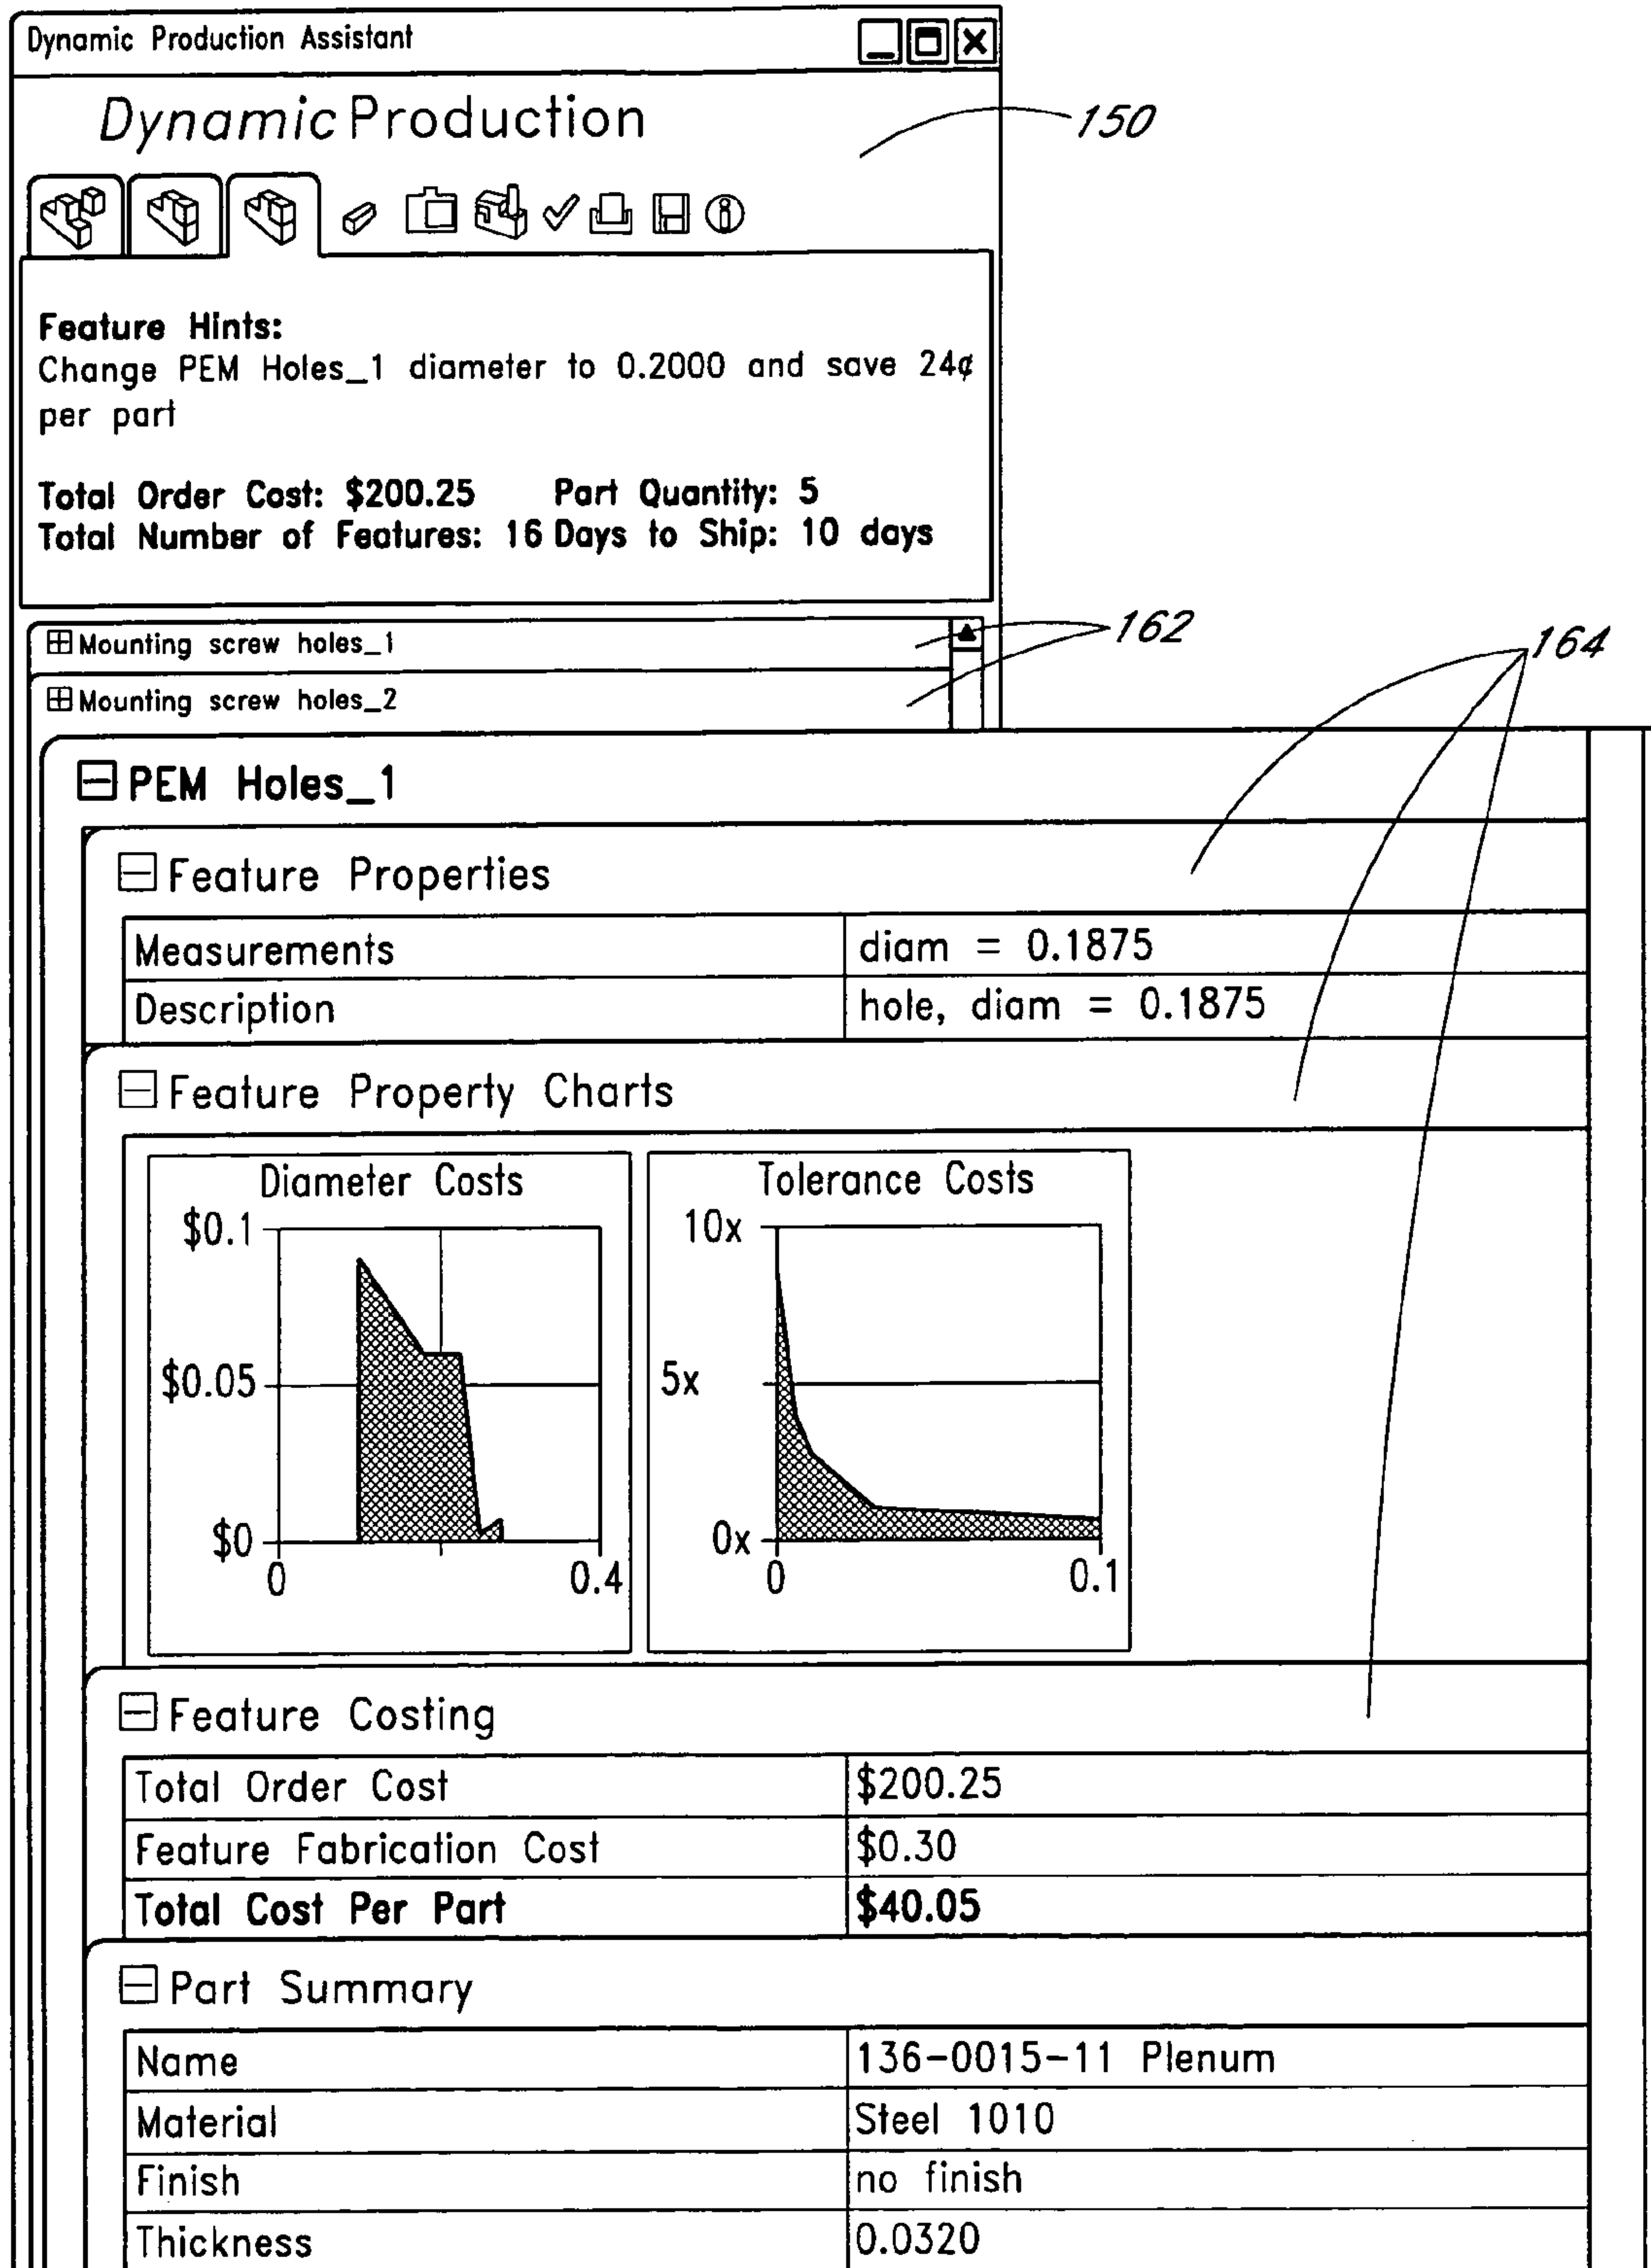 Dynamic Production Assistant
Dynamic Production
150
Feature Hints:
Change PEM Holes_1 diameter to 0.2000 and save 24¢
per part
Total Order Cost: $200.25 Part Quantity: 5
Total Number of Features: 16 Days to Ship: 10 days
162
164
Mounting screw holes_1
Mounting screw holes_2
PEM Holes_1
Feature Properties
Measurements diam = 0.1875
Description hole, diam = 0.1875
Feature Property Charts
Diameter Costs
$0.1
$0.05
$0
0 0.4
Tolerance Costs
10x
5x
0x
0 0.1
Feature Costing
Total Order Cost $200.25
Feature Fabrication Cost $0.30
Total Cost Per Part $40.05
Part Summary
Name 136-0015-11 Plenum
Material Steel 1010
Finish no finish
Thickness 0.0320